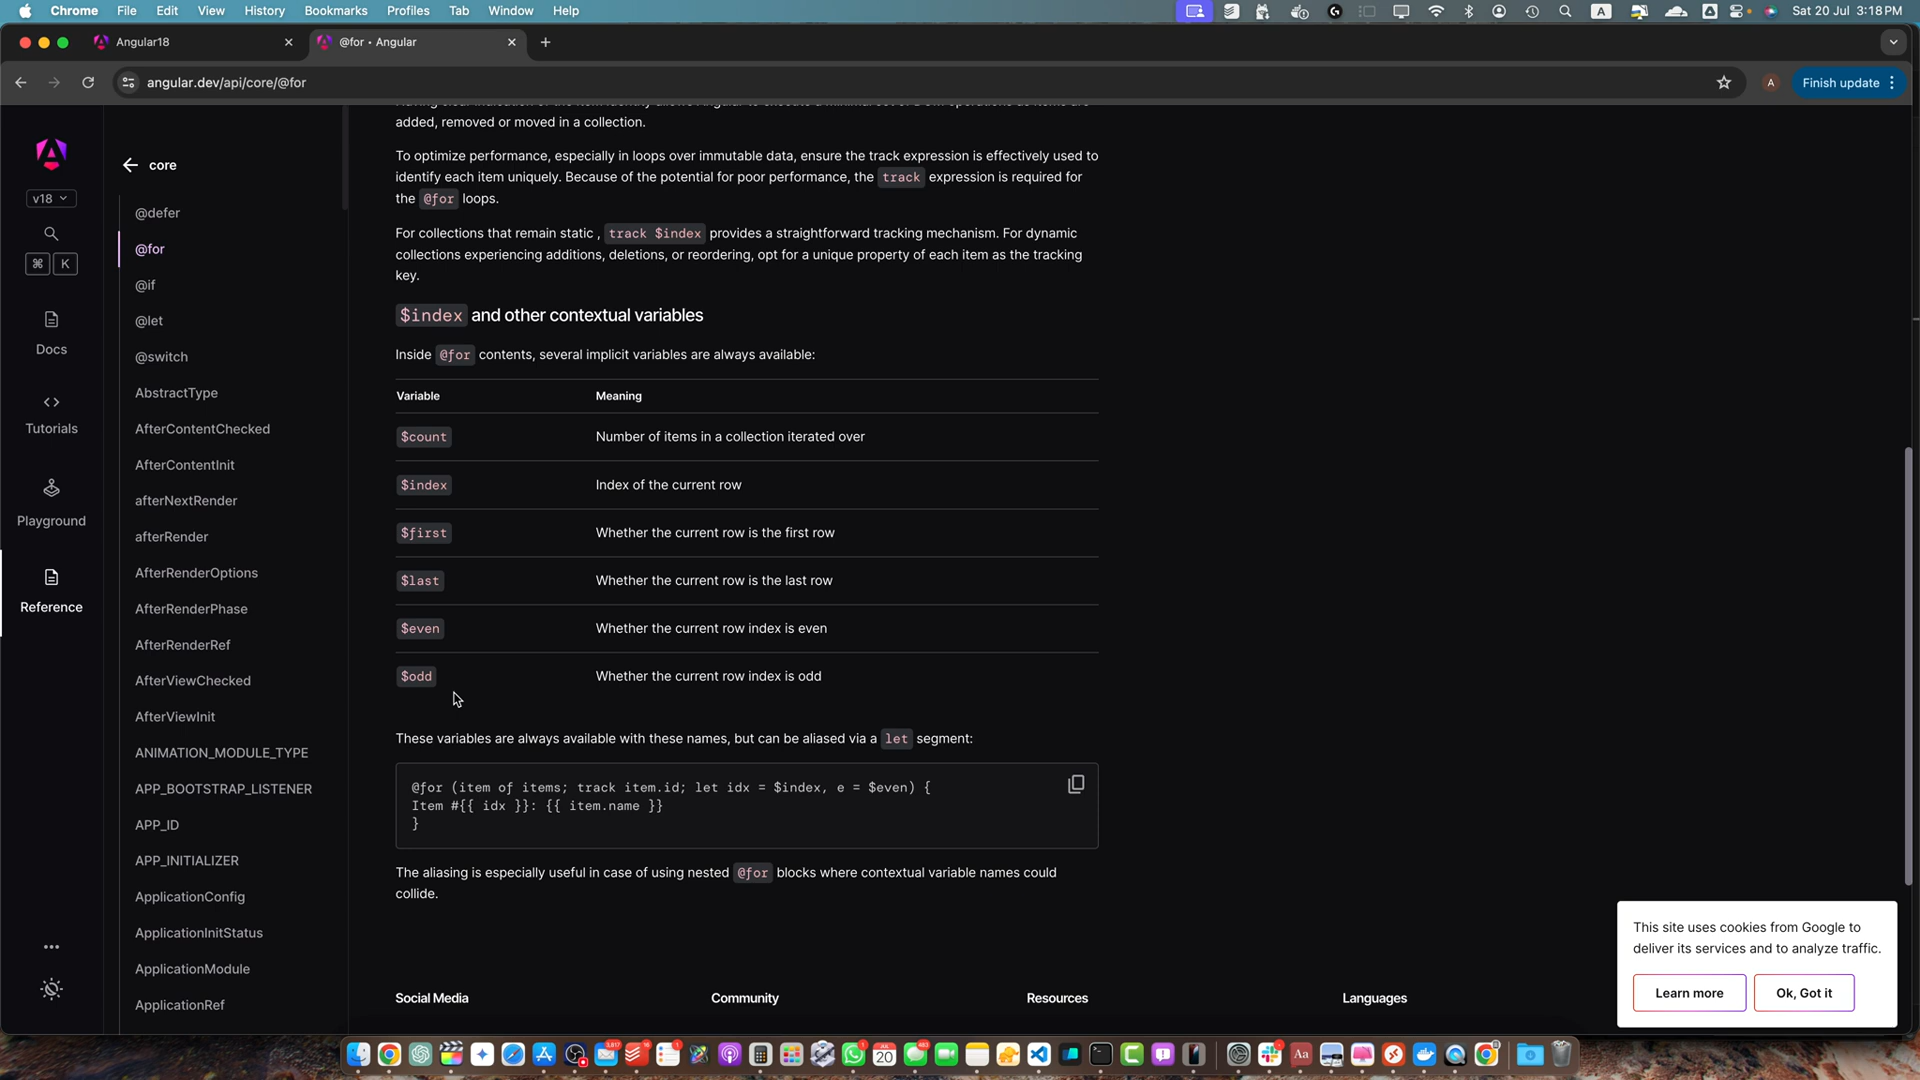 Chrome File Edit View History Bookmarks Profiles Tab Window Help
A
Sat 20 Jul 3:18 PM
Angular18
@for • Angular
angular.dev/api/core/@for
A
Finish update
v18
⌘ K
Docs
Tutorials
Playground
Reference
core
@defer
@for
@if
@let
@switch
AbstractType
AfterContentChecked
AfterContentInit
afterNextRender
afterRender
AfterRenderOptions
AfterRenderPhase
AfterRenderRef
AfterViewChecked
AfterViewInit
ANIMATION_MODULE_TYPE
APP_BOOTSTRAP_LISTENER
APP_ID
APP_INITIALIZER
ApplicationConfig
ApplicationInitStatus
ApplicationModule
ApplicationRef
added, removed or moved in a collection.
To optimize performance, especially in loops over immutable data, ensure the track expression is effectively used to
identify each item uniquely. Because of the potential for poor performance, the track expression is required for
the @for loops.
For collections that remain static , track $index provides a straightforward tracking mechanism. For dynamic
collections experiencing additions, deletions, or reordering, opt for a unique property of each item as the tracking
key.
$index and other contextual variables
Inside @for contents, several implicit variables are always available:
Variable Meaning
$count Number of items in a collection iterated over
$index Index of the current row
$first Whether the current row is the first row
$last Whether the current row is the last row
$even Whether the current row index is even
$odd Whether the current row index is odd
These variables are always available with these names, but can be aliased via a let segment:
@for (item of items; track item.id; let idx = $index, e = $even) {
Item #{{ idx }}: {{ item.name }}
}
The aliasing is especially useful in case of using nested @for blocks where contextual variable names could
collide.
Social Media Community Resources Languages
This site uses cookies from Google to
deliver its services and to analyze traffic.
Learn more Ok, Got it
20
Aa